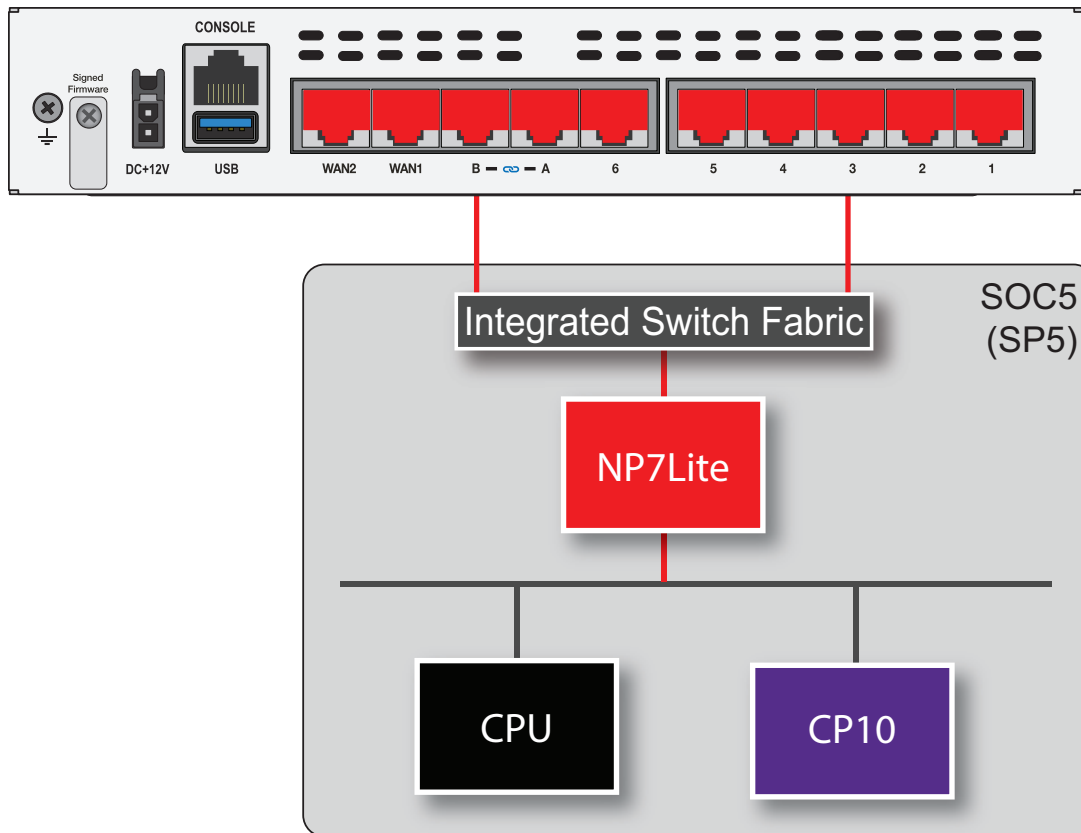 CONSOLE
Signed
Firmware
DC+12V
USB
WAN2 WAN1 B A 6 5 4 3 2 1
SOC5
(SP5)
Integrated Switch Fabric
NP7Lite
CPU
CP10